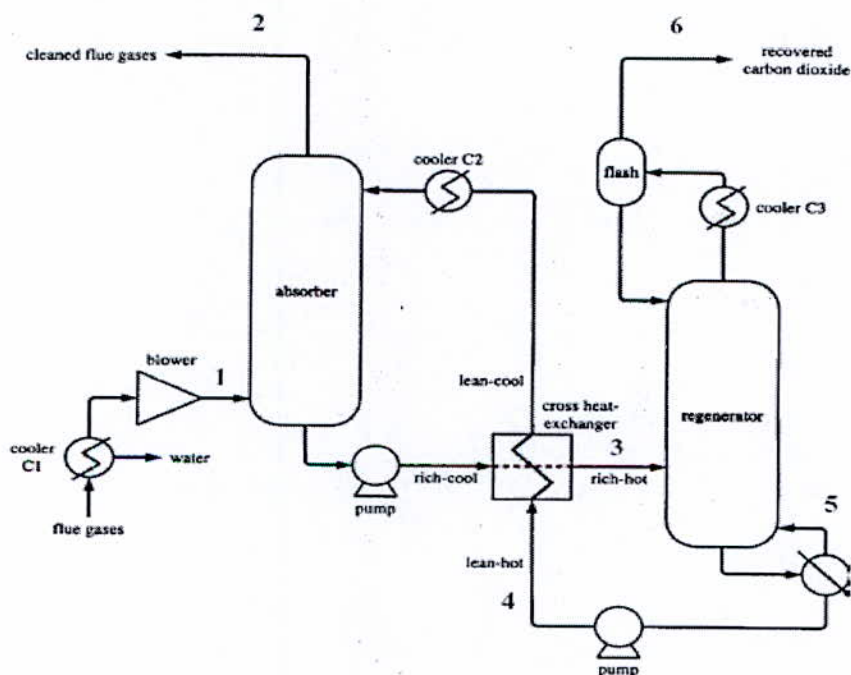 2
6
cleaned flue gases
recovered
carbon dioxide
cooler C2
flash
cooler C3
absorber
blower
1
lean-cool
cross heat-
exchanger
regenerator
3
cooler
C1
water
rich-cool
rich-hot
pump
5
flue gases
lean-hot
4
pump